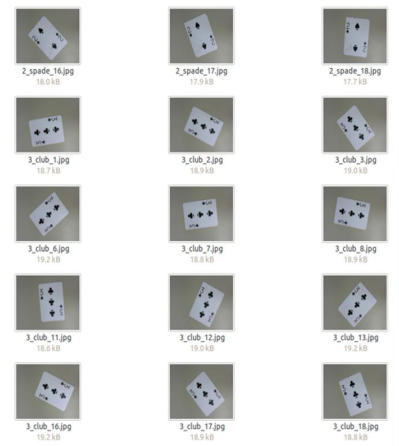 2_spade_16.jpg 2_spade_17.jpg 2_spade_18.jpg
18.0 kB 17.9 kB 17.7 kB
3_club_1.jpg 3_club_2.jpg 3_club_3.jpg
18.7 kB 18.9 kB 19.0 kB
3_club_6.jpg 3_club_7.jpg 3_club_8.jpg
19.2 kB 18.8 kB 18.9 kB
3_club_11.jpg 3_club_12.jpg 3_club_13.jpg
18.6 kB 19.0 kB 19.2 kB
3_club_16.jpg 3_club_17.jpg 3_club_18.jpg
19.2 kB 18.9 kB 18.8 kB